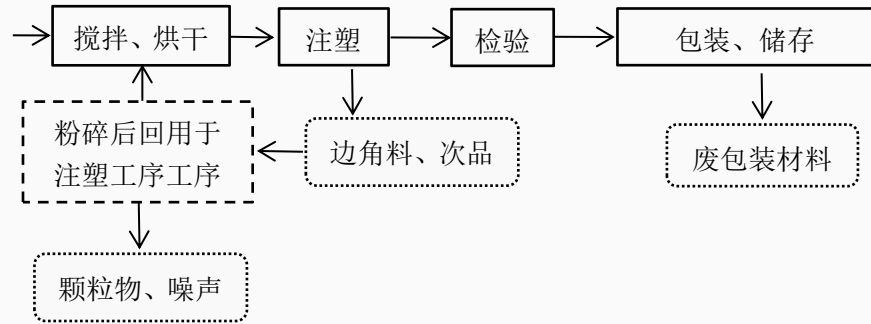 搅拌、烘干
注塑
检验
包装、储存
粉碎后回用于
注塑工序工序
边角料、次品
废包装材料
颗粒物、噪声